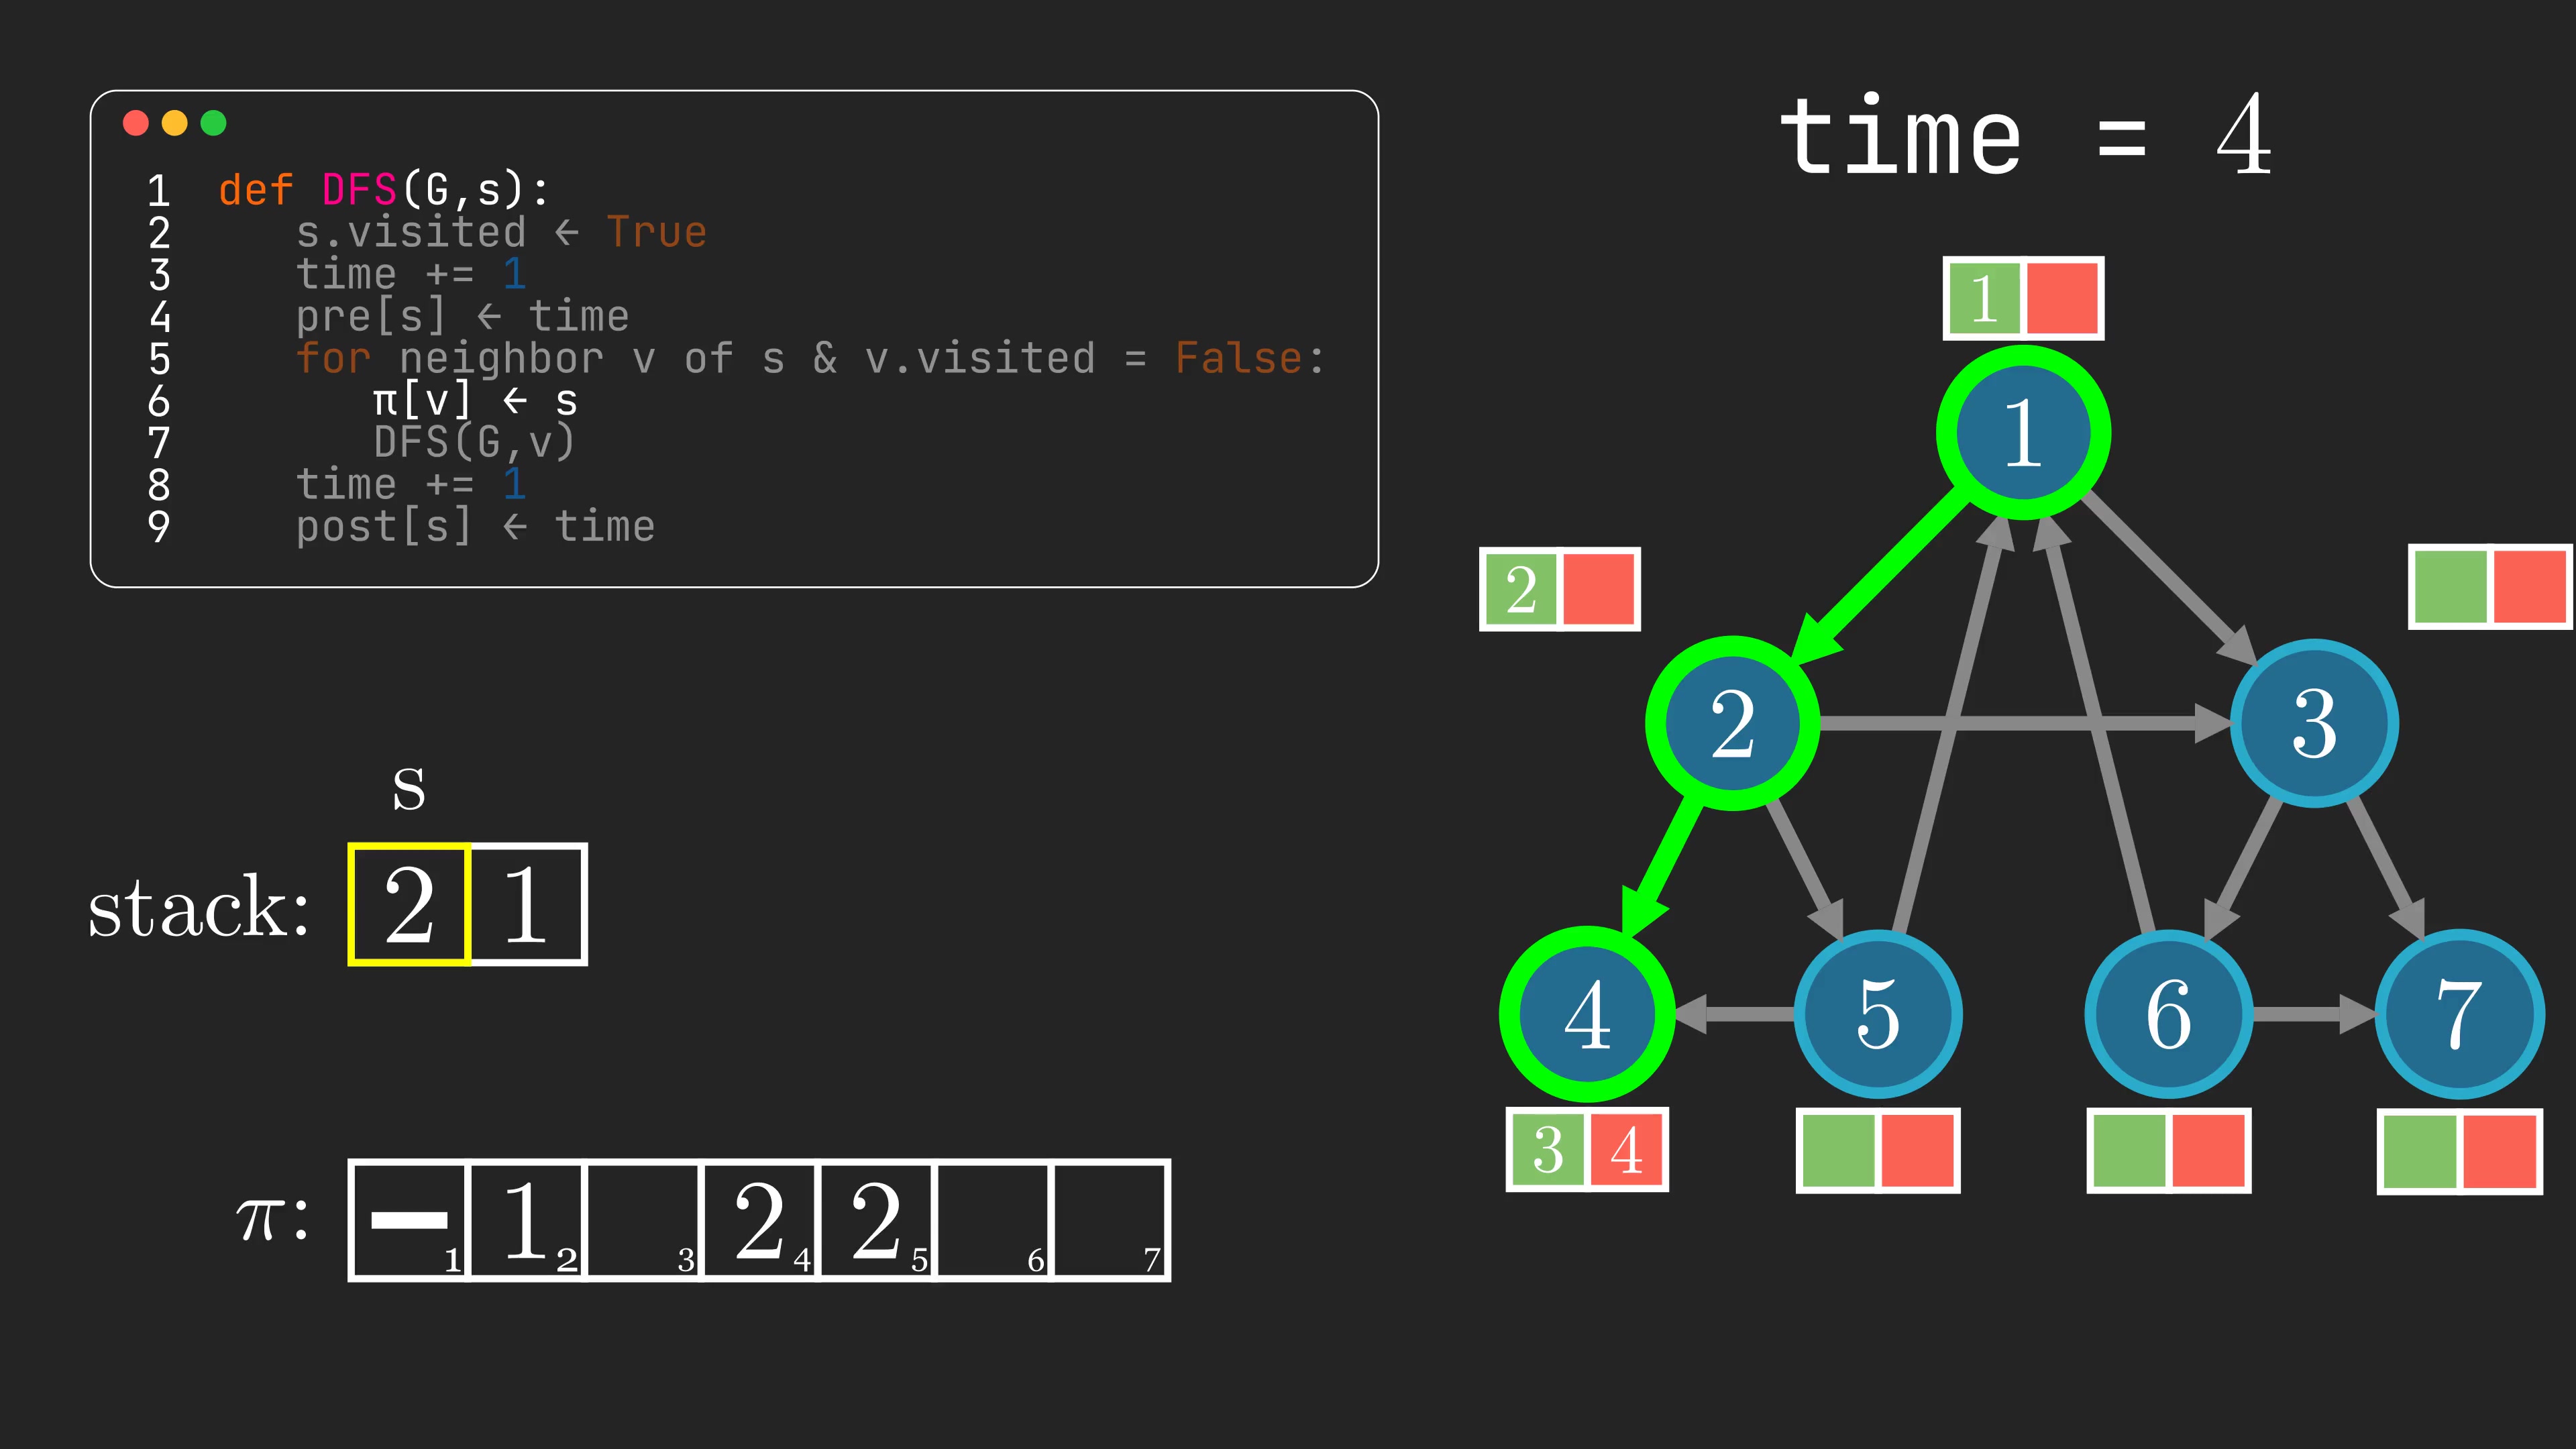 time = 4
1 def DFS(G,s):
2 s.visited ← True
3 time += 1
4 pre[s] ← time
5 for neighbor v of s & v.visited = False:
6 π[v] ← s
7 DFS(G,v)
8 time += 1
9 post[s] ← time
1
1
2
2
3
s
stack: 2 1
4
5
6
7
3 4
π: – 1 2 2
1 2 3 4 5 6 7